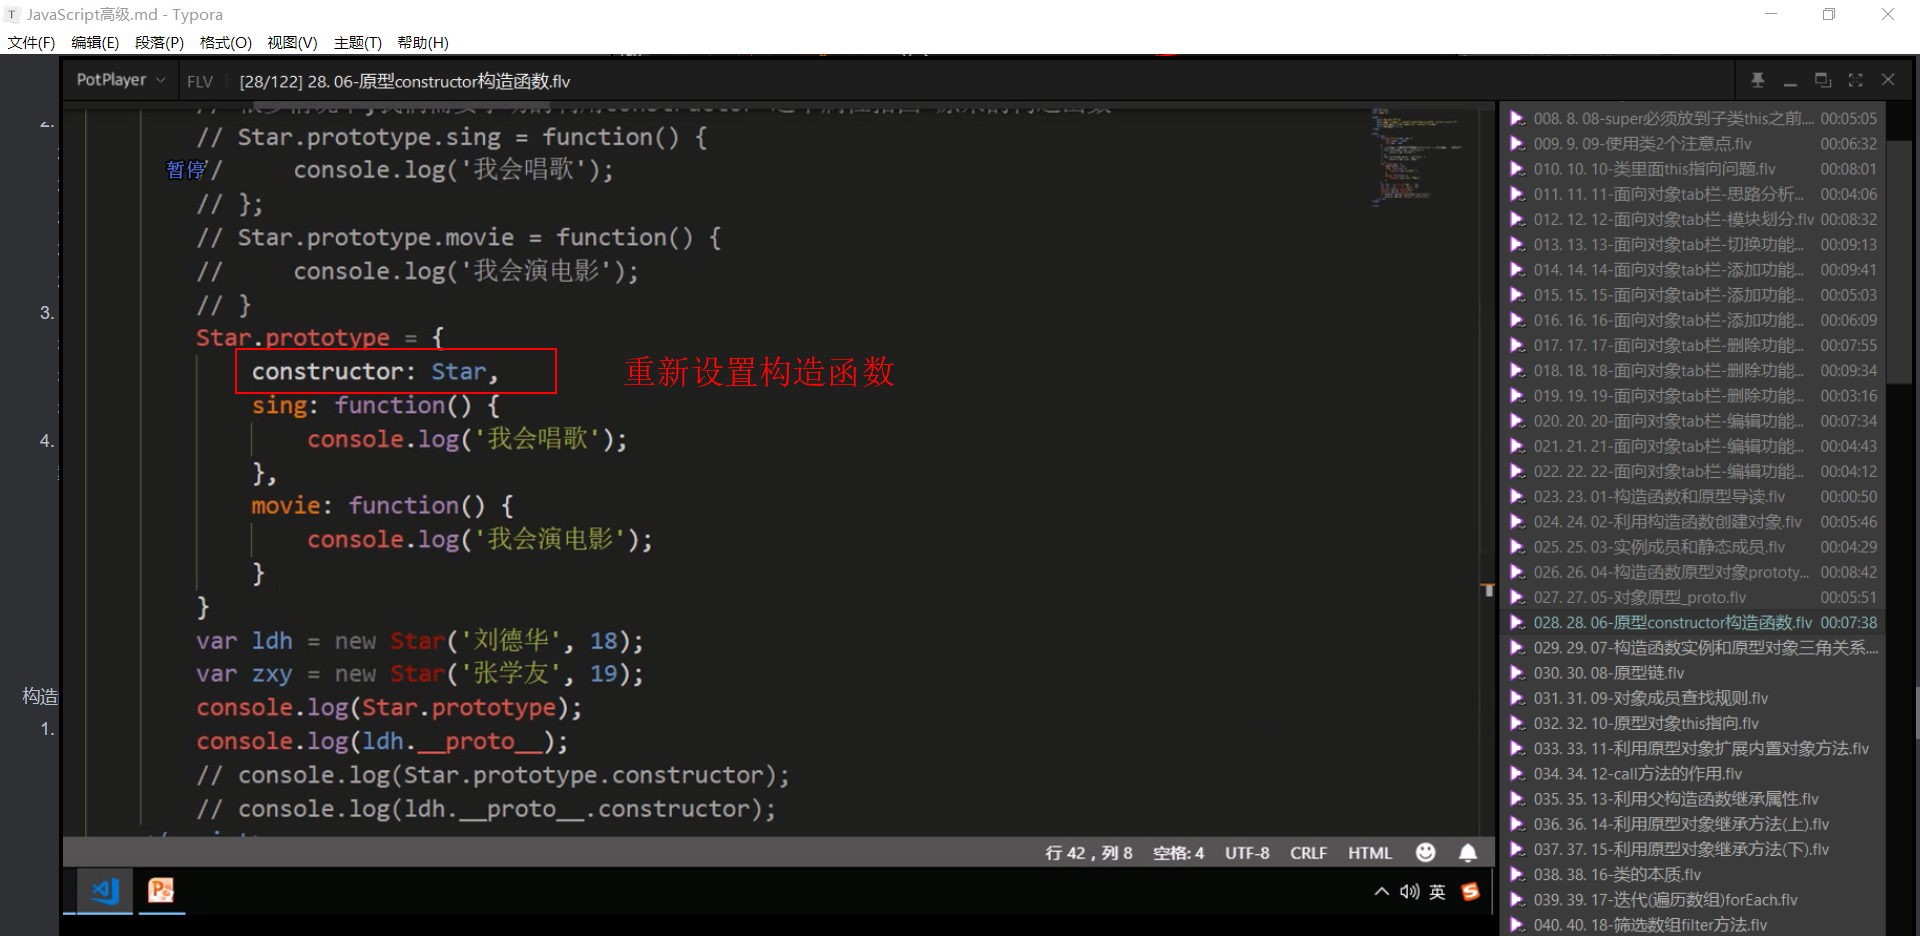 JavaScript高级.md - Typora
文件(F) 编辑(E) 段落(P) 格式(O) 视图(V) 主题(T) 帮助(H)
PotPlayer FLV [28/122] 28. 06-原型constructor构造函数.flv
2.
3.
4.
构造
1.
// Star.prototype.sing = function() {
暂停
// console.log('我会唱歌');
// };
// Star.prototype.movie = function() {
// console.log('我会演电影');
// }
Star.prototype = {
constructor: Star,
重新设置构造函数
sing: function() {
console.log('我会唱歌');
},
movie: function() {
console.log('我会演电影');
}
}
var ldh = new Star('刘德华', 18);
var zxy = new Star('张学友', 19);
console.log(Star.prototype);
console.log(ldh.__proto__);
// console.log(Star.prototype.constructor);
// console.log(ldh.__proto__.constructor);
行 42，列 8 空格: 4 UTF-8 CRLF HTML
英
008. 8. 08-super必须放到子类this之前.... 00:05:05
009. 9. 09-使用类2个注意点.flv 00:06:32
010. 10. 10-类里面this指向问题.flv 00:08:01
011. 11. 11-面向对象tab栏-思路分析... 00:04:06
012. 12. 12-面向对象tab栏-模块划分.flv 00:08:32
013. 13. 13-面向对象tab栏-切换功能... 00:09:13
014. 14. 14-面向对象tab栏-添加功能... 00:09:41
015. 15. 15-面向对象tab栏-添加功能... 00:05:03
016. 16. 16-面向对象tab栏-添加功能... 00:06:09
017. 17. 17-面向对象tab栏-删除功能... 00:07:55
018. 18. 18-面向对象tab栏-删除功能... 00:09:34
019. 19. 19-面向对象tab栏-删除功能... 00:03:16
020. 20. 20-面向对象tab栏-编辑功能... 00:07:34
021. 21. 21-面向对象tab栏-编辑功能... 00:04:43
022. 22. 22-面向对象tab栏-编辑功能... 00:04:12
023. 23. 01-构造函数和原型导读.flv 00:00:50
024. 24. 02-利用构造函数创建对象.flv 00:05:46
025. 25. 03-实例成员和静态成员.flv 00:04:29
026. 26. 04-构造函数原型对象prototy... 00:08:42
027. 27. 05-对象原型_proto.flv 00:05:51
028. 28. 06-原型constructor构造函数.flv 00:07:38
029. 29. 07-构造函数实例和原型对象三角关系....
030. 30. 08-原型链.flv
031. 31. 09-对象成员查找规则.flv
032. 32. 10-原型对象this指向.flv
033. 33. 11-利用原型对象扩展内置对象方法.flv
034. 34. 12-call方法的作用.flv
035. 35. 13-利用父构造函数继承属性.flv
036. 36. 14-利用原型对象继承方法(上).flv
037. 37. 15-利用原型对象继承方法(下).flv
038. 38. 16-类的本质.flv
039. 39. 17-迭代(遍历数组)forEach.flv
040. 40. 18-筛选数组filter方法.flv